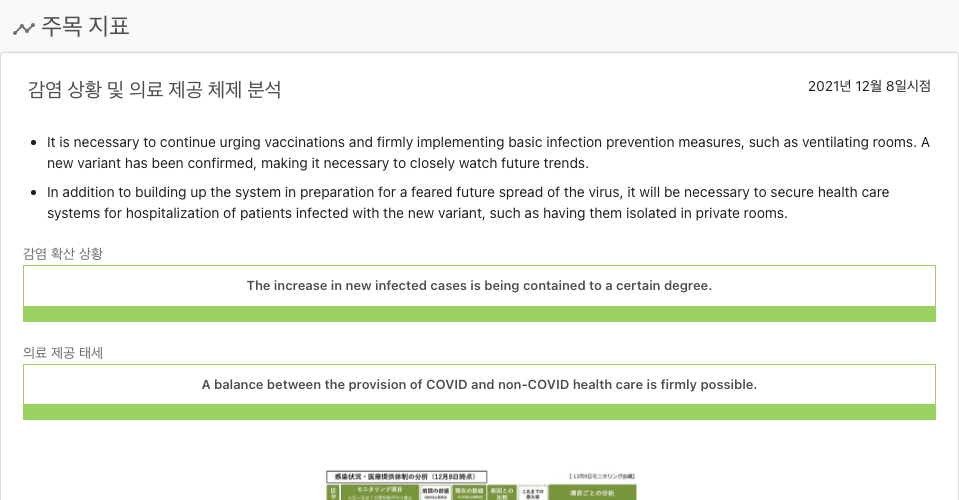 주목 지표
감염 상황 및 의료 제공 체제 분석
2021년 12월 8일시점
It is necessary to continue urging vaccinations and firmly implementing basic infection prevention measures, such as ventilating rooms. A
new variant has been confirmed, making it necessary to closely watch future trends.
In addition to building up the system in preparation for a feared future spread of the virus, it will be necessary to secure health care
systems for hospitalization of patients infected with the new variant, such as having them isolated in private rooms.
감염 확산 상황
The increase in new infected cases is being contained to a certain degree.
의료 제공 태세
A balance between the provision of COVID and non-COVID health care is firmly possible.
感染状況・医療提供体制の分析（12月8日時点）
【12月9日モニタリング会議】
区分
モニタリング項目
前回の数値
現在の数値
前回との比較
これまでの最大値
項目ごとの分析